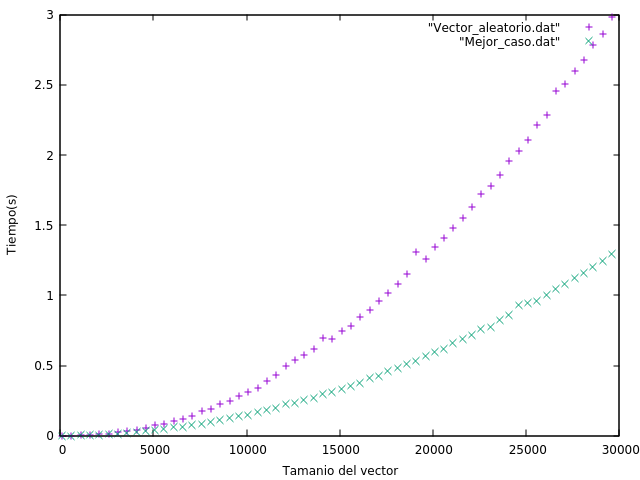 3
2.5
2
1.5
1
0.5
0
Tiempo(s)
"Vector_aleatorio.dat"
"Mejor_caso.dat"
0 5000 10000 15000 20000 25000 30000
Tamanio del vector